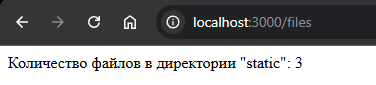 localhost:3000/files
Количество файлов в директории "static": 3